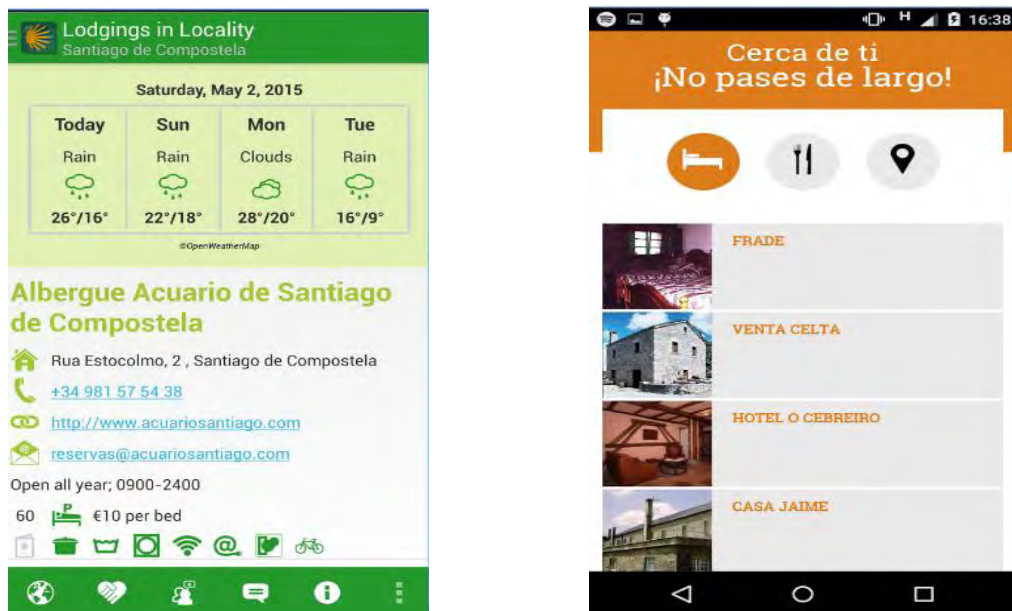 Lodgings in Locality
Santiago de Compostela
Saturday, May 2, 2015
Today Sun Mon Tue
Rain Rain Clouds Rain
26°/16° 22°/18° 28°/20° 16°/9°
©OpenWeatherMap
Albergue Acuario de Santiago
de Compostela
Rua Estocolmo, 2 , Santiago de Compostela
+34 981 57 54 38
http://www.acuariosantiago.com
reservas@acuariosantiago.com
Open all year; 0900-2400
60 P €10 per bed
@
H 16:38
Cerca de ti
¡No pases de largo!
FRADE
VENTA CELTA
HOTEL O CEBREIRO
CASA JAIME